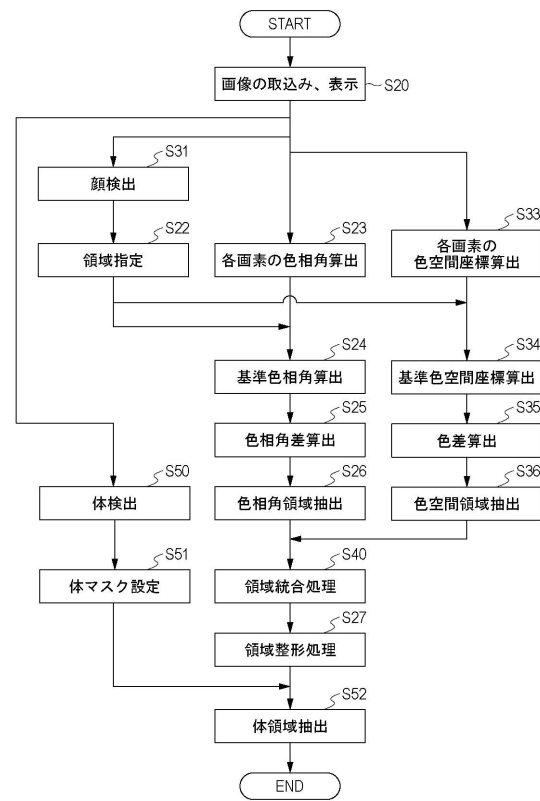 START
画像の取込み、表示
S20
S31
顔検出
S22
領域指定
S23
各画素の色相角算出
S33
各画素の
色空間座標算出
S24
基準色相角算出
S34
基準色空間座標算出
S25
色相角差算出
S35
色差算出
S26
色相角領域抽出
S36
色空間領域抽出
S50
体検出
S51
体マスク設定
S40
領域統合処理
S27
領域整形処理
S52
体領域抽出
END